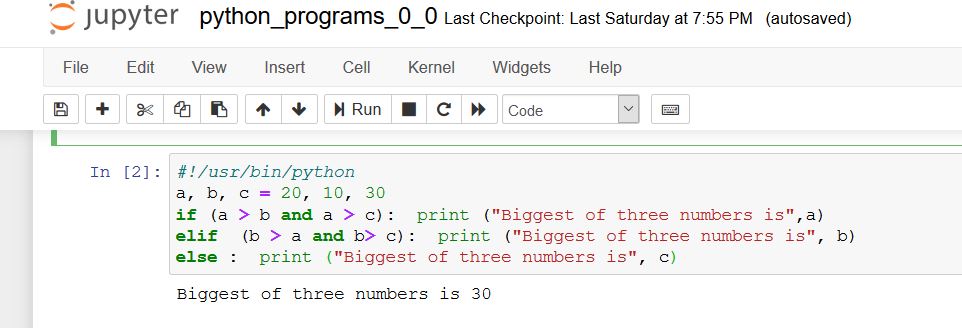 jupyter python_programs_0_0 Last Checkpoint: Last Saturday at 7:55 PM (autosaved)
File Edit View Insert Cell Kernel Widgets Help
Run Code
In [2]: #!/usr/bin/python
a, b, c = 20, 10, 30
if (a > b and a > c):  print ("Biggest of three numbers is",a)
elif  (b > a and b> c):  print ("Biggest of three numbers is", b)
else :  print ("Biggest of three numbers is", c)
Biggest of three numbers is 30